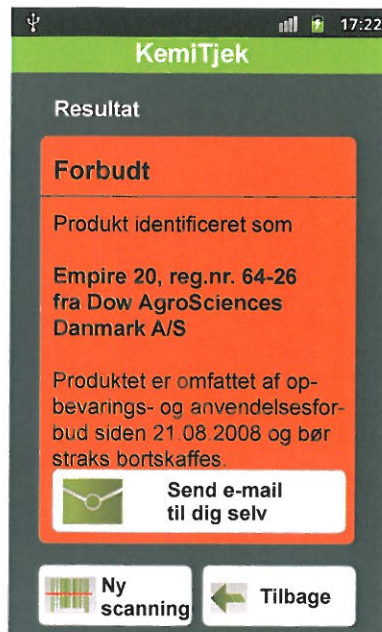 17:22
KemiTjek
Resultat
Forbudt
Produkt identificeret som
Empire 20, reg.nr. 64-26
fra Dow AgroSciences
Danmark A/S
Produktet er omfattet af op-
bevarings- og anvendelsesfor-
bud siden 21.08.2008 og bør
straks bortskaffes.
Send e-mail
til dig selv
Ny
scanning
Tilbage